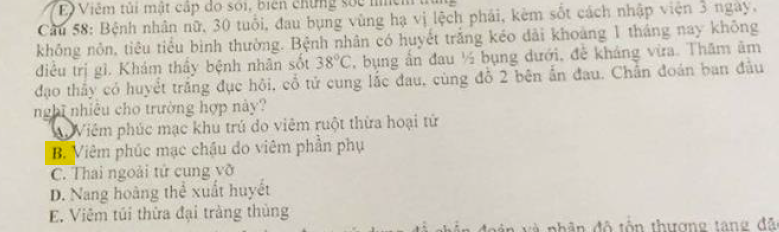 E. Viêm túi mật cấp do sỏi, biến chứng sốc nhiễm
Câu 58: Bệnh nhân nữ, 30 tuổi, đau bụng vùng hạ vị lệch phải, kèm sốt cách nhập viện 3 ngày,
không nôn, tiêu tiểu bình thường. Bệnh nhân có huyết trắng kéo dài khoảng 1 tháng nay không
điều trị gì. Khám thấy bệnh nhân sốt 38°C, bụng ấn đau ½ bụng dưới, đề kháng vừa. Thăm âm
đạo thấy có huyết trắng đục hôi, cổ tử cung lắc đau, cùng đồ 2 bên ấn đau. Chẩn đoán ban đầu
nghĩ nhiều cho trường hợp này?
A. Viêm phúc mạc khu trú do viêm ruột thừa hoại tử
B. Viêm phúc mạc chậu do viêm phần phụ
C. Thai ngoài tử cung vỡ
D. Nang hoàng thể xuất huyết
E. Viêm túi thừa đại tràng thủng
để chẩn đoán và phân độ tổn thương tạng